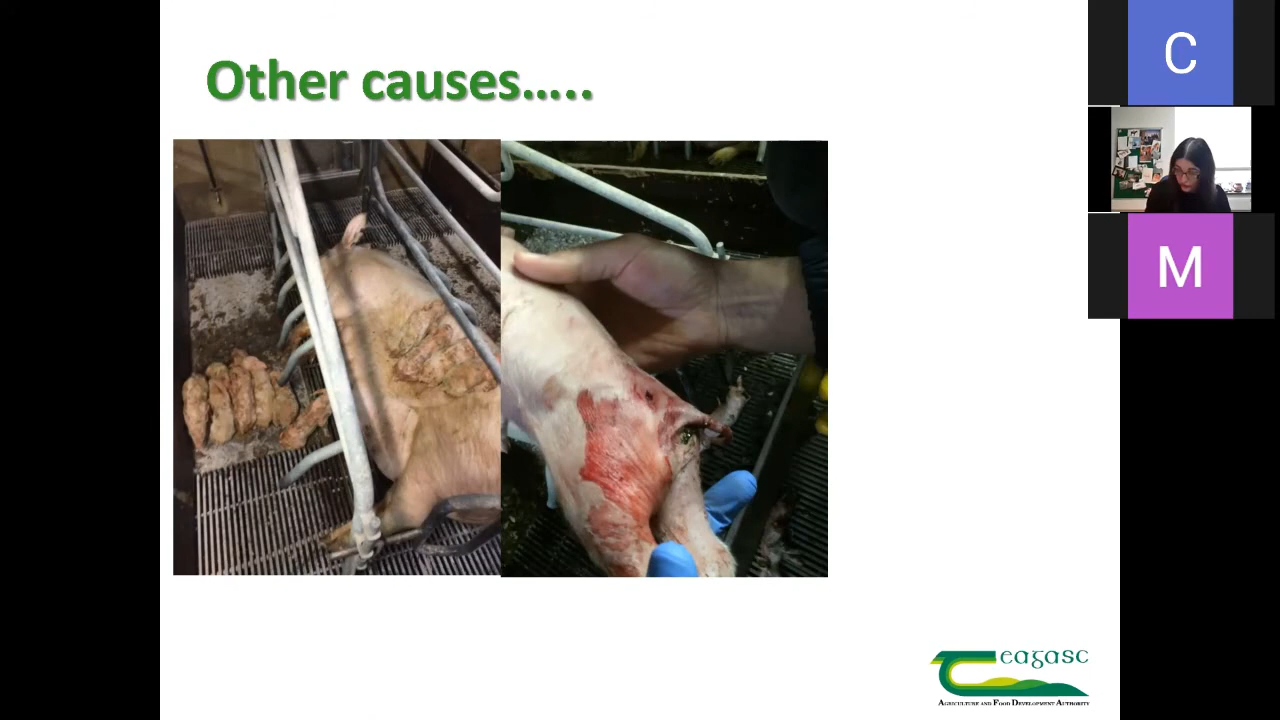 Other causes…..
C
M
Teagasc
AGRICULTURE AND FOOD DEVELOPMENT AUTHORITY